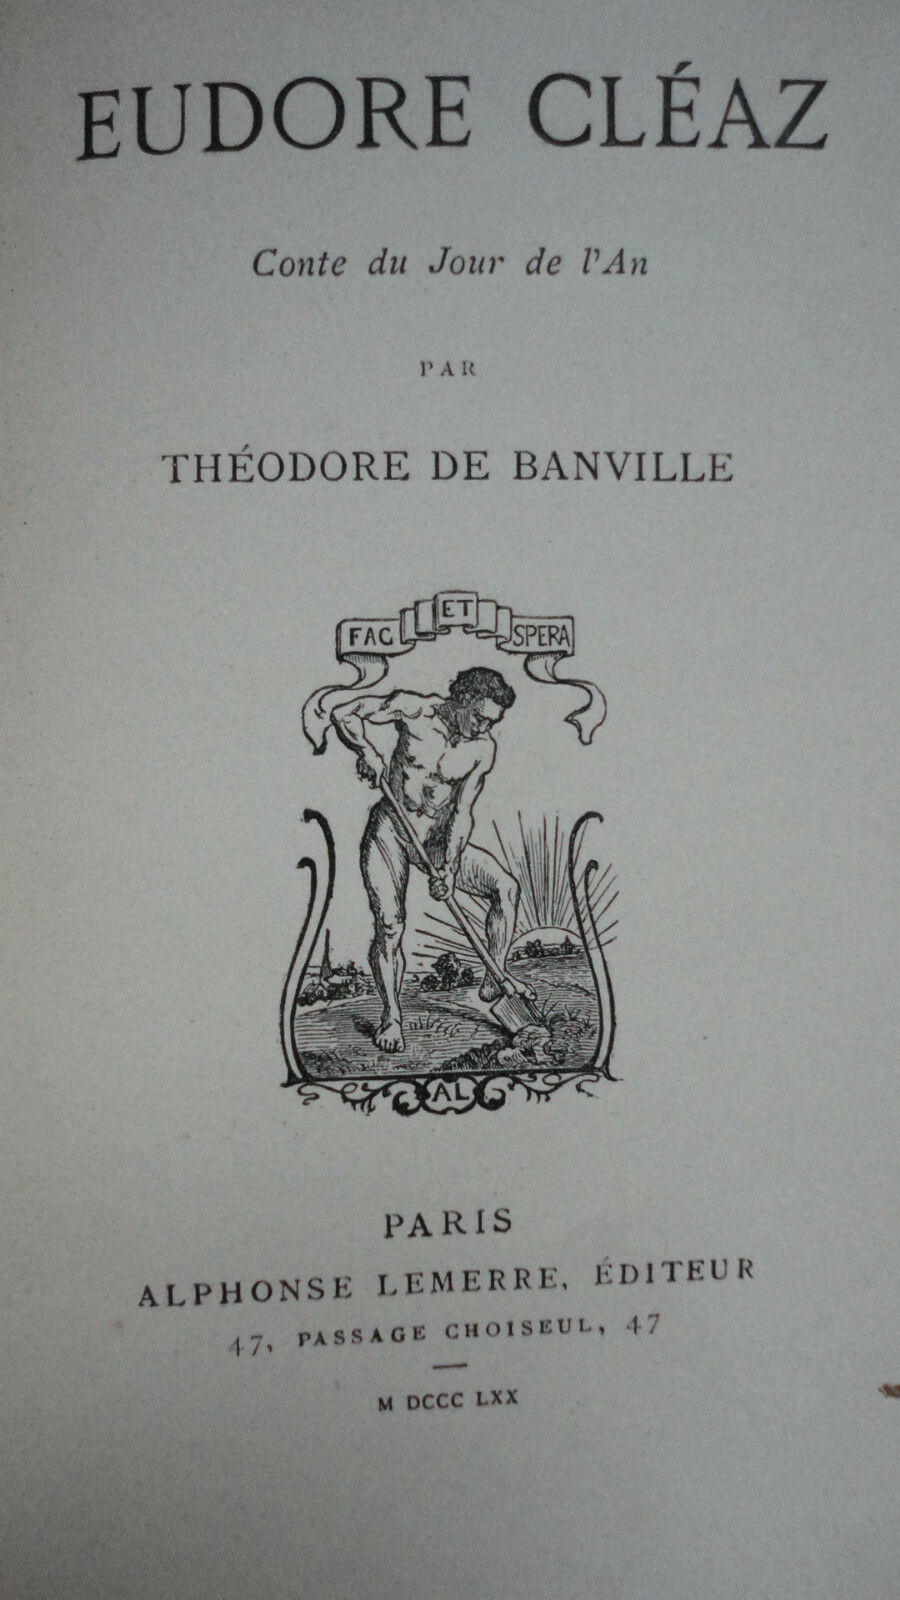 EUDORE CLÉAZ
Conte du Jour de l'An
PAR
THÉODORE DE BANVILLE
FAC ET SPERA
AL
PARIS
ALPHONSE LEMERRE, ÉDITEUR
47, PASSAGE CHOISEUL, 47
M DCCC LXX